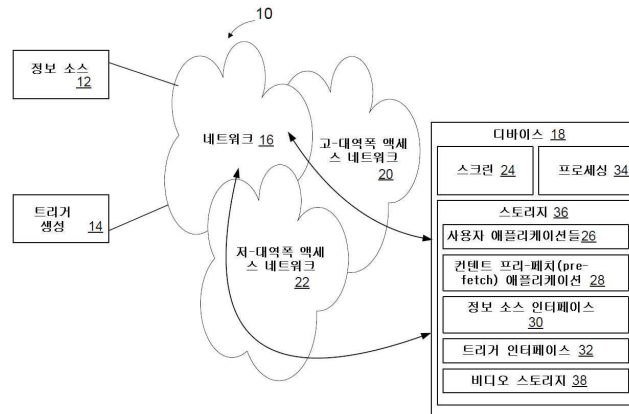 10
정보 소스
12
네트워크 16
고-대역폭 액세
스 네트워크
20
트리거
생성 14
저-대역폭 액세
스 네트워크
22
디바이스 18
스크린
24
프로세싱
34
스토리지 36
사용자 애플리케이션들26
컨텐트 프리-페치(pre-
fetch) 애플리케이션 28
정보 소스 인터페이스
30
트리거 인터페이스 32
비디오 스토리지 38